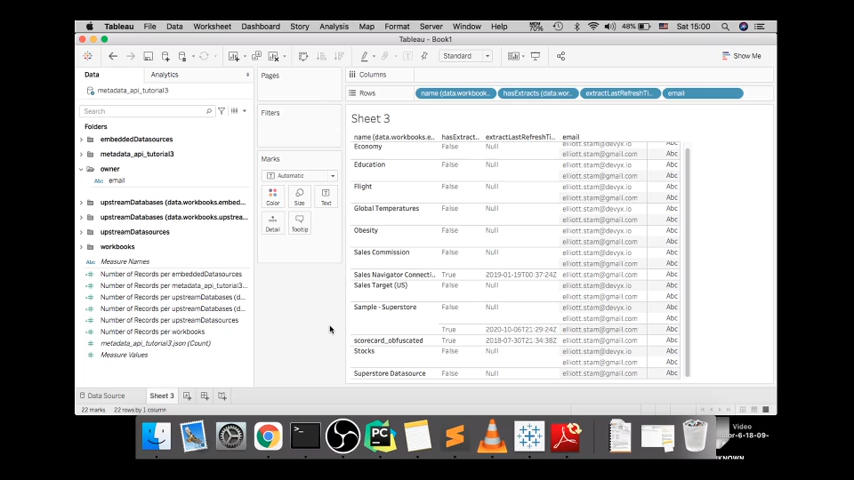 Tableau File Data Worksheet Dashboard Story Analysis Map Format Server Window Help 48% Sat 15:00
Tableau - Book1
Standard
Show Me
Data Analytics
metadata_api_tutorial3
Search
Folders
embeddedDatasources
metadata_api_tutorial3
owner
Abc email
upstreamDatabases (data.workbooks.embed...
upstreamDatabases (data.workbooks.upstrea...
upstreamDatasources
workbooks
Abc Measure Names
Number of Records per embeddedDatasources
Number of Records per metadata_api_tutorial3...
Number of Records per upstreamDatabases (d...
Number of Records per upstreamDatabases (d...
Number of Records per upstreamDatasources
Number of Records per workbooks
metadata_api_tutorial3.json (Count)
Measure Values
Pages
Filters
Marks
Automatic
Color Size Text
Detail Tooltip
Columns
Rows name (data.workbook... hasExtracts (data.wor... extractLastRefreshTi... email
Sheet 3
name (data.workbooks.e... hasExtract... extractLastRefreshTi... email
Economy False Null elliott.stam@devyx.io Abc
elliott.stam@gmail.com Abc
Education False Null elliott.stam@devyx.io Abc
elliott.stam@gmail.com Abc
Flight False Null elliott.stam@devyx.io Abc
elliott.stam@gmail.com Abc
Global Temperatures False Null elliott.stam@devyx.io Abc
elliott.stam@gmail.com Abc
Obesity False Null elliott.stam@devyx.io Abc
elliott.stam@gmail.com Abc
Sales Commission False Null elliott.stam@devyx.io Abc
elliott.stam@gmail.com Abc
Sales Navigator Connecti.. True 2019-01-19T00:37:24Z elliott.stam@gmail.com Abc
Sales Target (US) False Null elliott.stam@devyx.io Abc
elliott.stam@gmail.com Abc
Sample - Superstore False Null elliott.stam@devyx.io Abc
elliott.stam@gmail.com Abc
True 2020-10-06T21:29:24Z elliott.stam@gmail.com Abc
scorecard_obfuscated True 2018-07-30T21:34:38Z elliott.stam@gmail.com Abc
Stocks False Null elliott.stam@devyx.io Abc
elliott.stam@gmail.com Abc
Superstore Datasource False Null elliott.stam@gmail.com Abc
Data Source Sheet 3
22 marks 22 rows by 1 column
PC
Video
or-6-18-09-
KNOWN